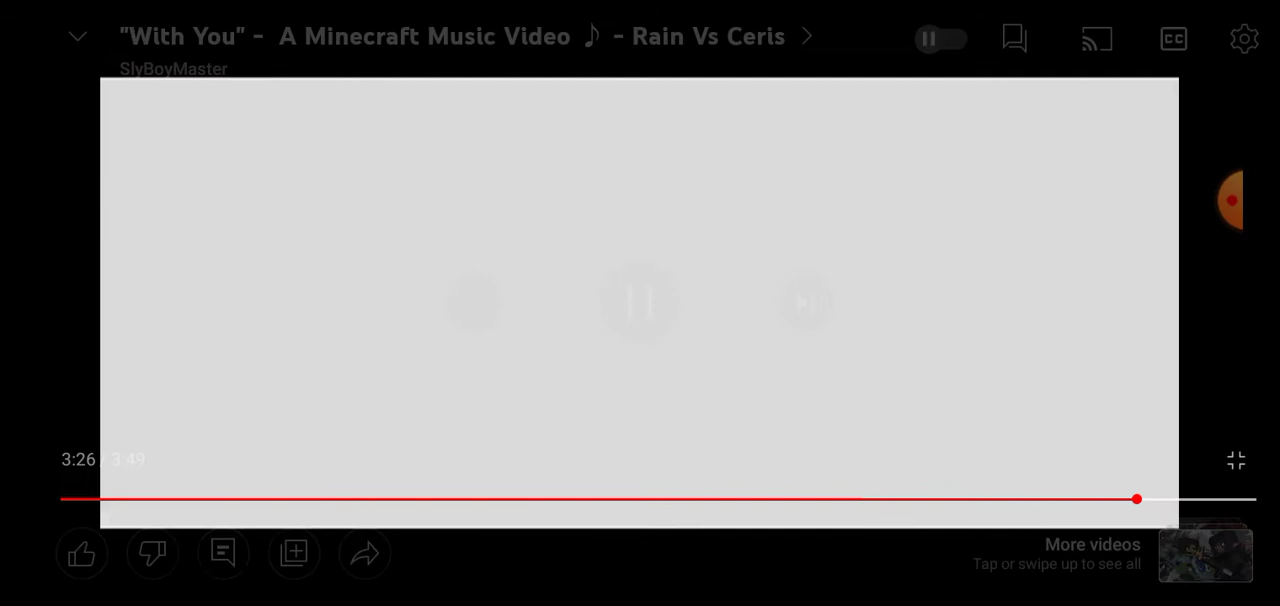 "With You" - A Minecraft Music Video ♪ - Rain Vs Ceris
SlyBoyMaster
CC
3:26 / 3:49
More videos
Tap or swipe up to see all